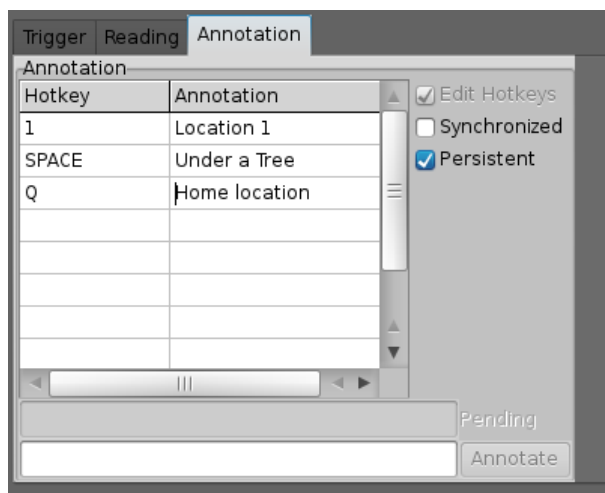 Trigger Reading Annotation
Annotation
Hotkey Annotation
1 Location 1
SPACE Under a Tree
Q Home location
Edit Hotkeys
Synchronized
Persistent
Pending
Annotate